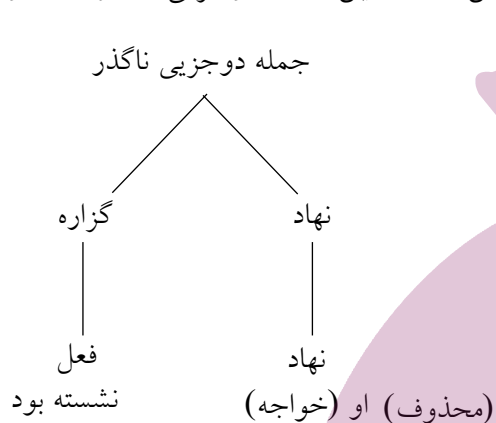 جمله دوجزیی ناگذر
نهاد
گزاره
نهاد
فعل
(محذوف) او (خواجه)
نشسته بود